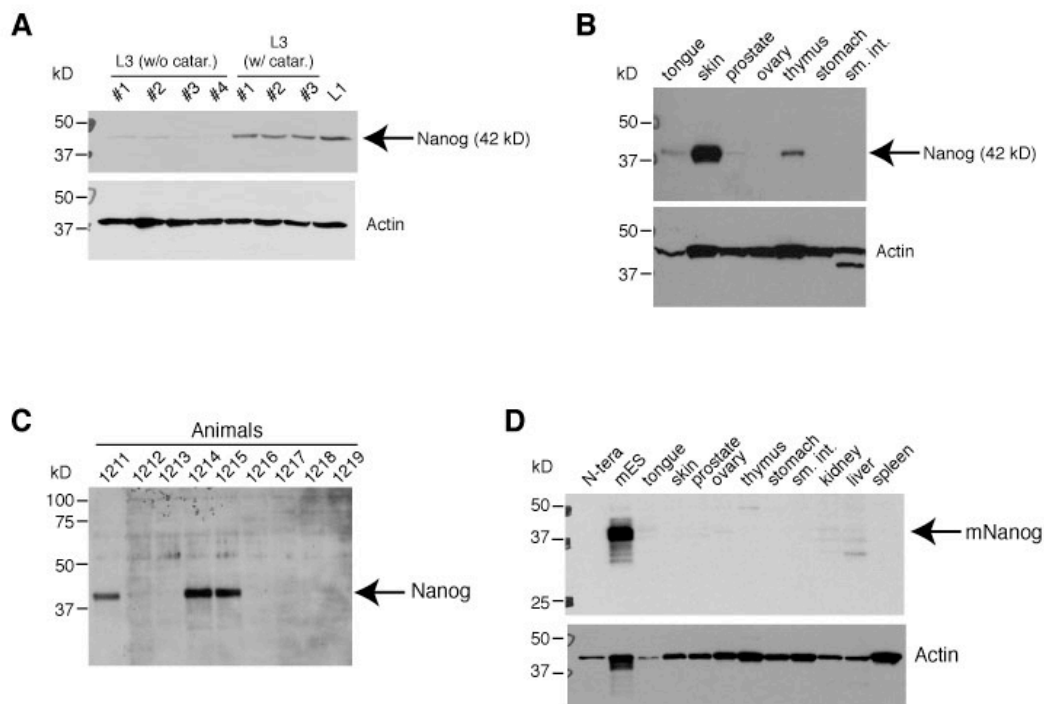 A
L3 (w/o catar.)
L3
(w/ catar.)
kD
#1 #2 #3 #4 #1 #2 #3 L1
50
37
Nanog (42 kD)
50
37
Actin
B
kD
tongue skin prostate ovary thymus stomach sm. int.
50
37
Nanog (42 kD)
50
37
Actin
C
Animals
kD
1211 1212 1213 1214 1215 1216 1217 1218 1219
100
75
50
37
Nanog
D
kD
N-tera mES tongue skin prostate ovary thymus stomach sm. int. kidney liver spleen
50
37
25
mNanog
50
37
Actin